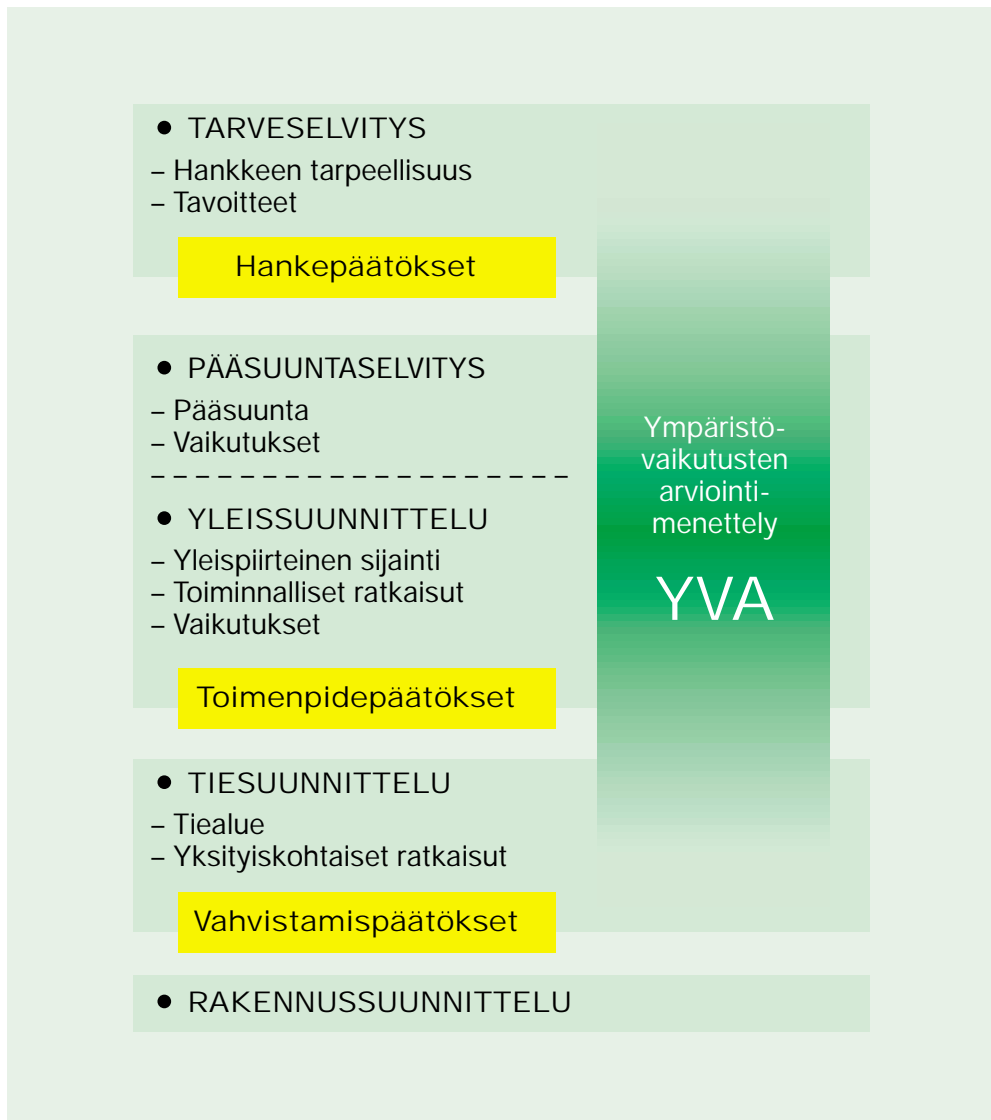 • TARVESELVITYS
– Hankkeen tarpeellisuus
– Tavoitteet
Hankepäätökset
• PÄÄSUUNTASELVITYS
– Pääsuunta
– Vaikutukset
• YLEISSUUNNITTELU
– Yleispiirteinen sijainti
– Toiminnalliset ratkaisut
– Vaikutukset
Toimenpidepäätökset
• TIESUUNNITTELU
– Tiealue
– Yksityiskohtaiset ratkaisut
Vahvistamispäätökset
• RAKENNUSSUUNNITTELU
Ympäristö-
vaikutusten
arviointi-
menettely
YVA